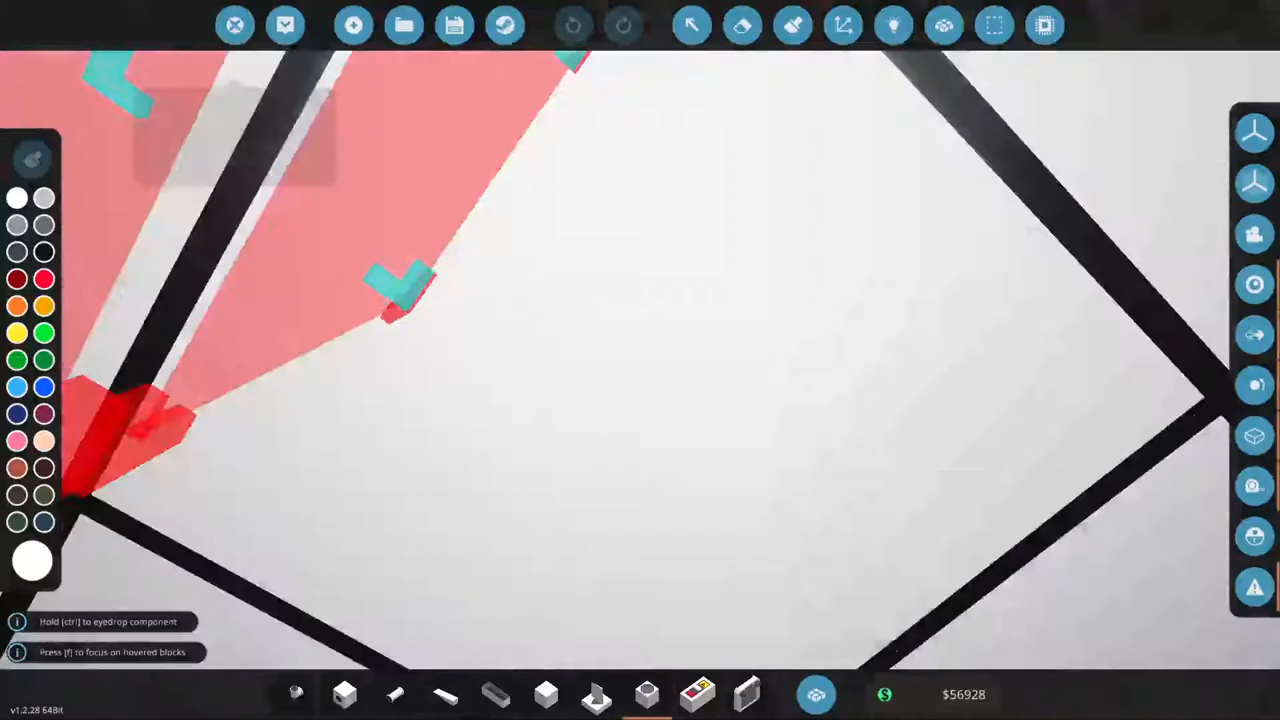 Hold [ctrl] to eyedrop component
Press [f] to focus on hovered blocks
$56928
v1.2.28 64Bit